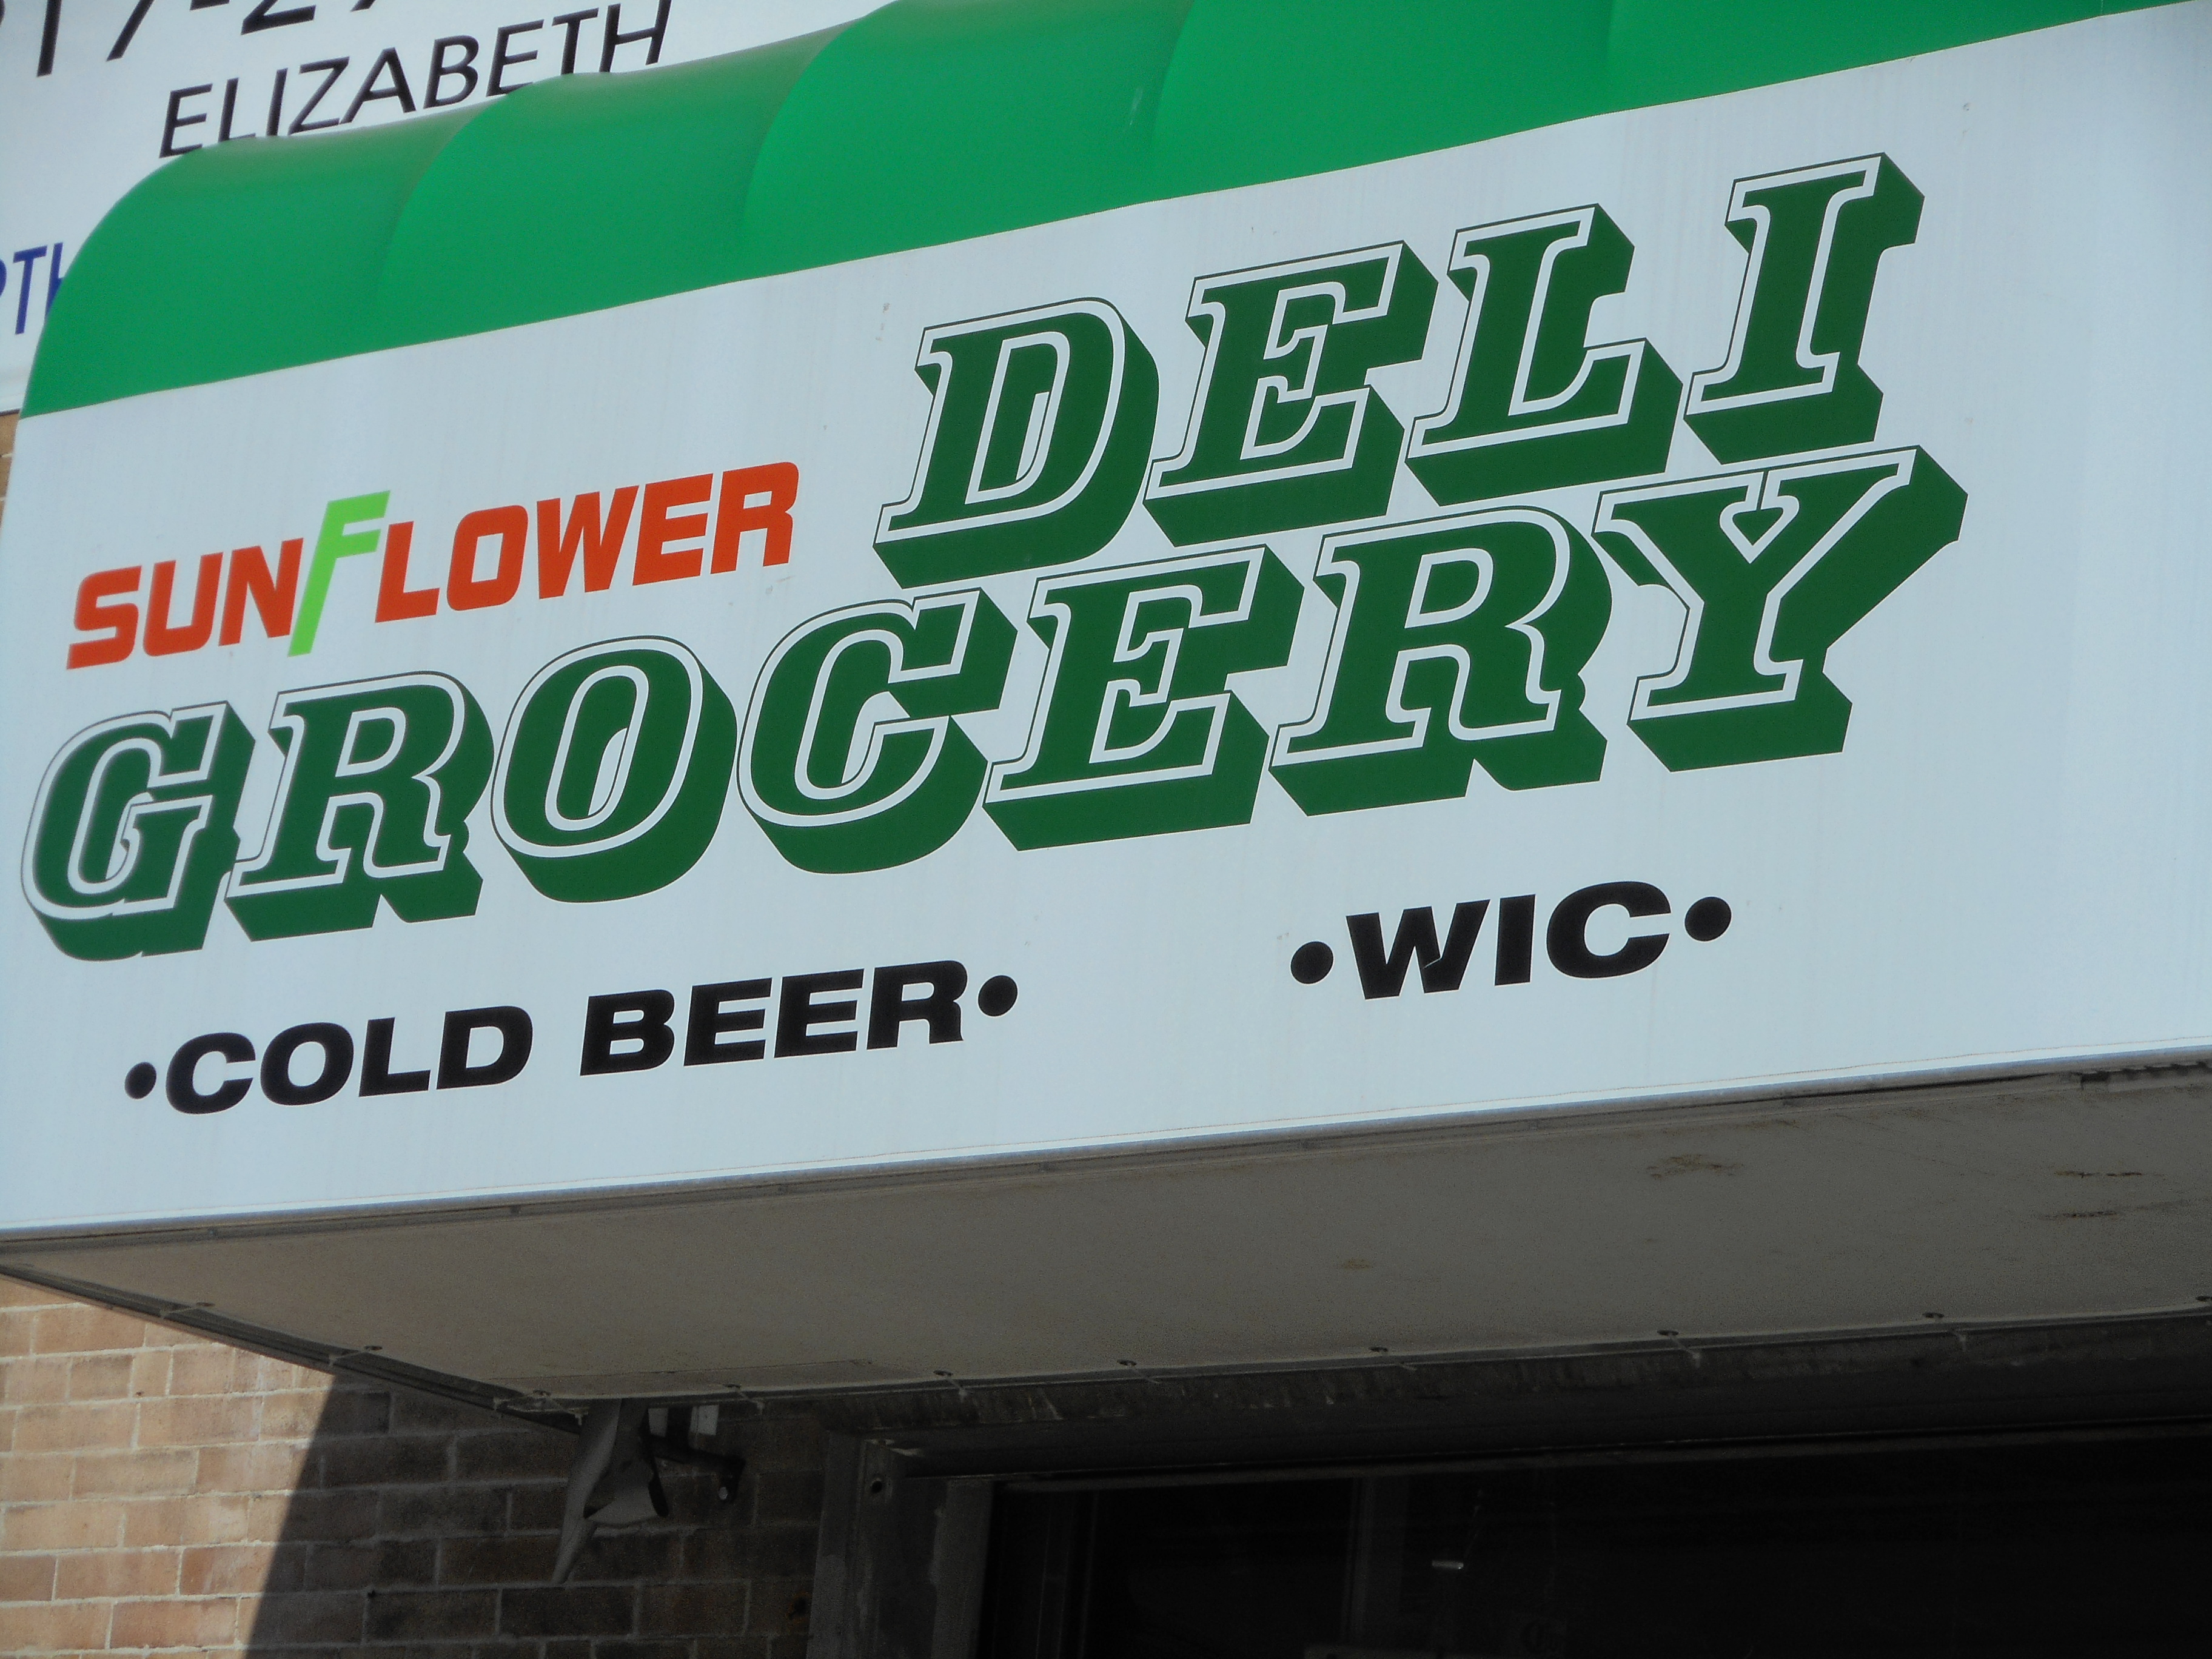 ELIZABETH
DELI
SUNFLOWER
GROCERY
•COLD BEER• •WIC•